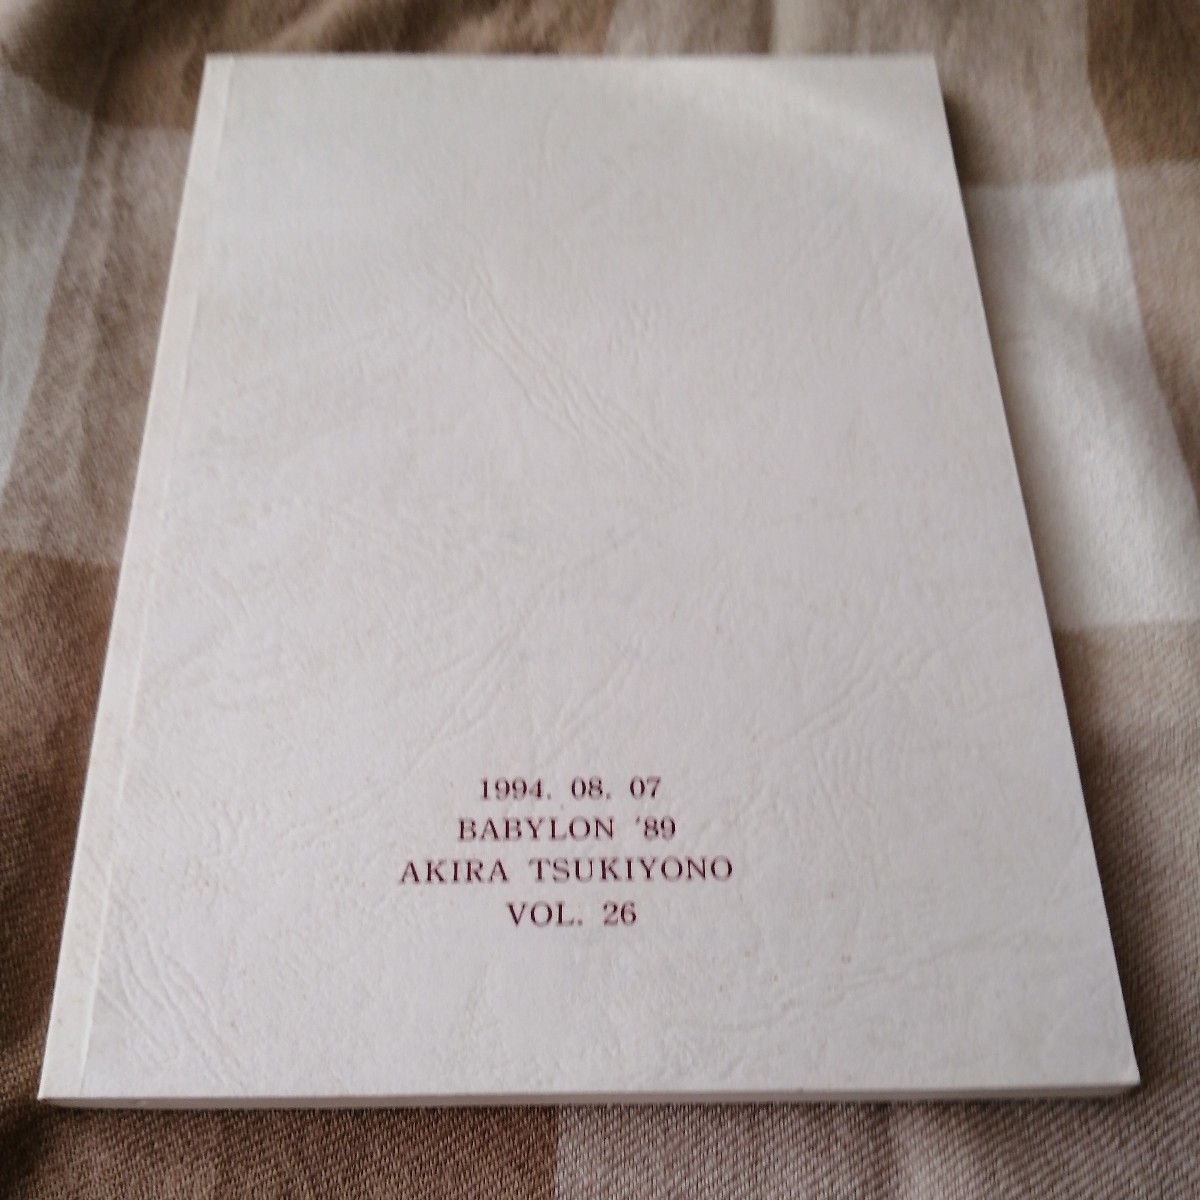 1994. 08. 07
BABYLON '89
AKIRA TSUKIYONO
VOL. 26